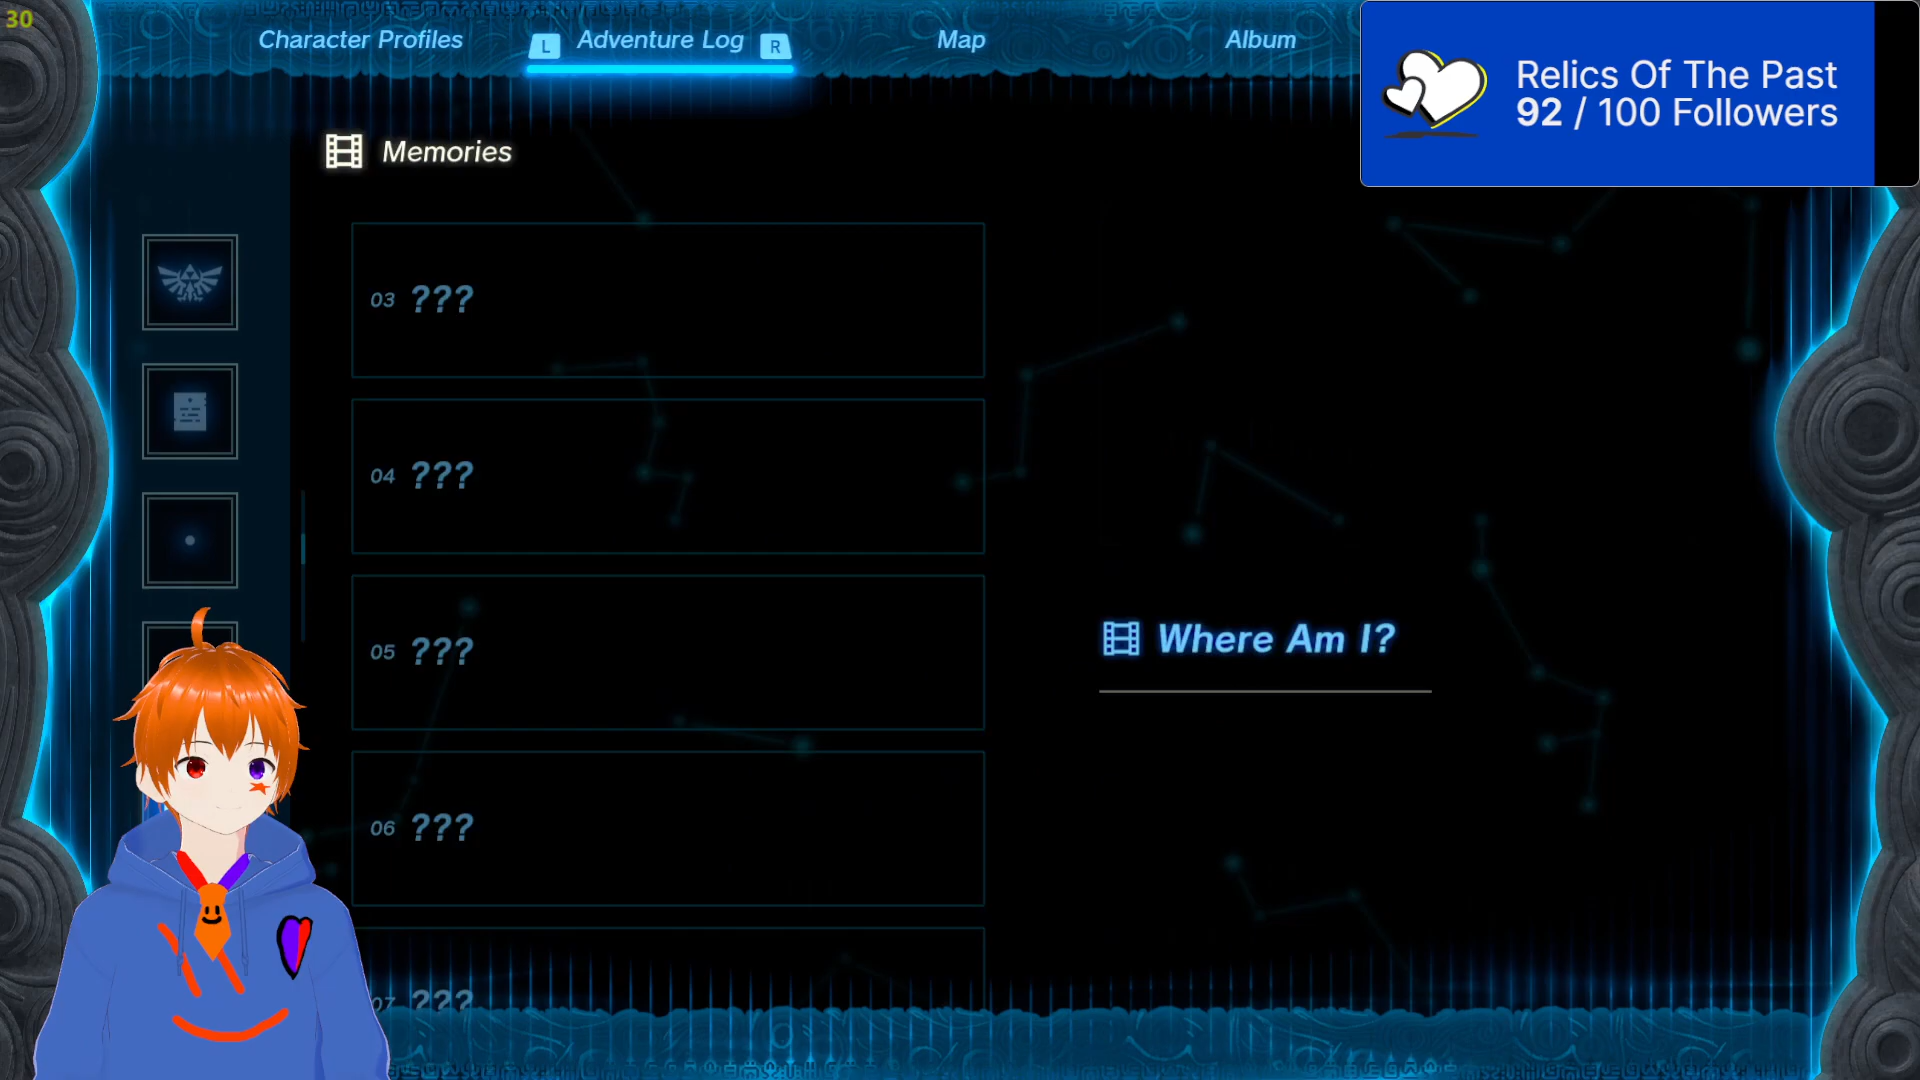 30
Character Profiles
L Adventure Log R
Map
Album
Relics Of The Past
92 / 100 Followers
Memories
03 ???
04 ???
05 ???
Where Am I?
06 ???
07 ???